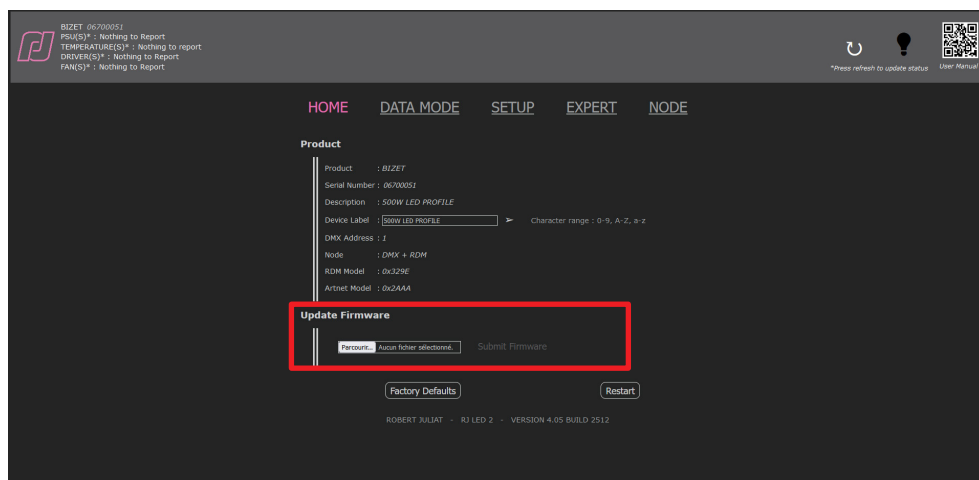 BIZET 06700051
PSU(S)* : Nothing to Report
TEMPERATURE(S)* : Nothing to report
DRIVER(S)* : Nothing to Report
FAN(S)* : Nothing to Report
*Press refresh to update status
User Manual
HOME DATA MODE SETUP EXPERT NODE
Product
Product : BIZET
Serial Number : 06700051
Description : 500W LED PROFILE
Device Label : 500W LED PROFILE ➢ Character range : 0-9, A-Z, a-z
DMX Address : 1
Node : DMX + RDM
RDM Model : 0x329E
Artnet Model : 0x2AAA
Update Firmware
Parcourir... Aucun fichier sélectionné. Submit Firmware
Factory Defaults Restart
ROBERT JULIAT - RJ LED 2 - VERSION 4.05 BUILD 2512